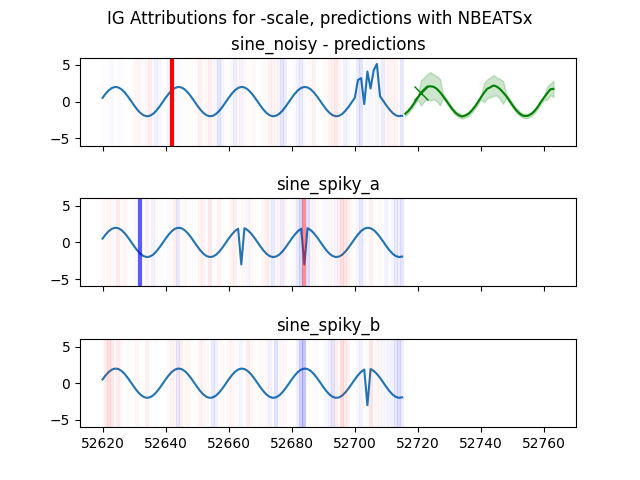 IG Attributions for -scale, predictions with NBEATSx
sine_noisy - predictions
5
0
−5
sine_spiky_a
5
0
−5
sine_spiky_b
5
0
−5
52620 52640 52660 52680 52700 52720 52740 52760